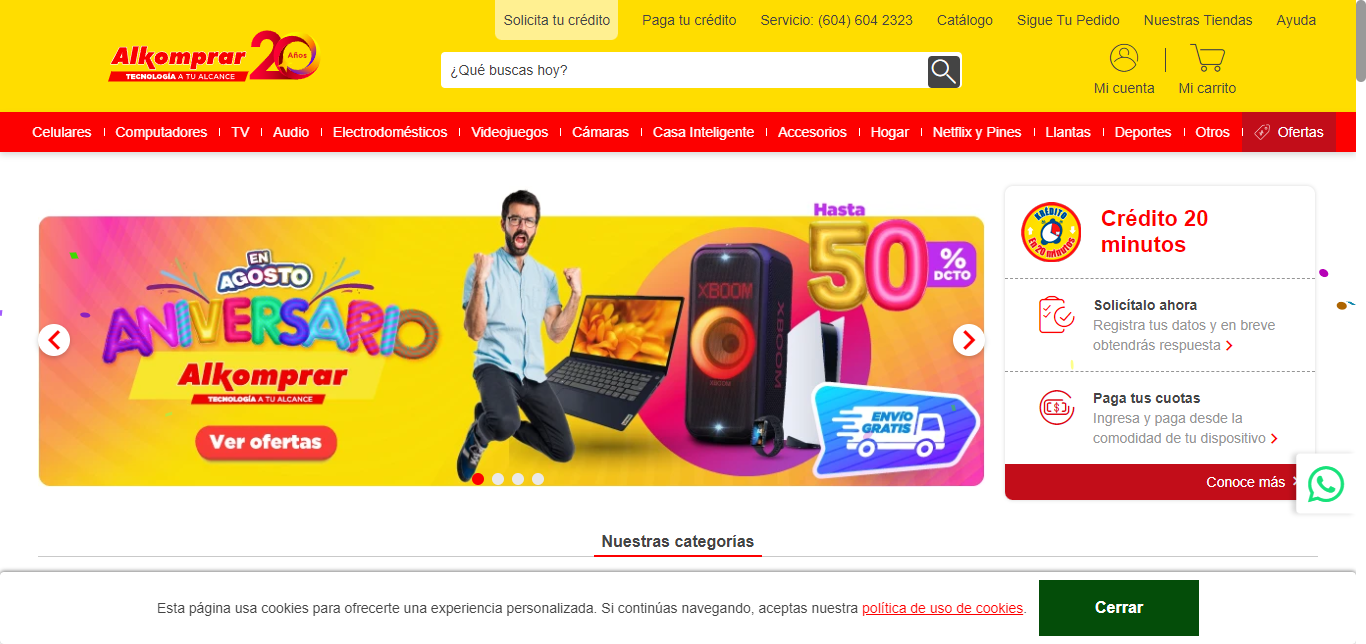 Solicita tu crédito
Paga tu crédito
Servicio: (604) 604 2323
Catálogo
Sigue Tu Pedido
Nuestras Tiendas
Ayuda
Alkomprar 20 Años
TECNOLOGÍA A TU ALCANCE
¿Qué buscas hoy?
Mi cuenta
Mi carrito
Celulares
Computadores
TV
Audio
Electrodomésticos
Videojuegos
Cámaras
Casa Inteligente
Accesorios
Hogar
Netflix y Pines
Llantas
Deportes
Otros
Ofertas
EN
AGOSTO
ANIVERSARIO
Alkomprar
TECNOLOGÍA A TU ALCANCE
Ver ofertas
Hasta
50 % DCTO
XBOOM
XBOOM
XBOOM
ENVÍO
GRATIS
KRÉDITO
En 20 minutos
Crédito 20
minutos
Solicítalo ahora
Registra tus datos y en breve
obtendrás respuesta
Paga tus cuotas
Ingresa y paga desde la
comodidad de tu dispositivo
Conoce más
Nuestras categorías
Esta página usa cookies para ofrecerte una experiencia personalizada. Si continúas navegando, aceptas nuestra política de uso de cookies.
Cerrar